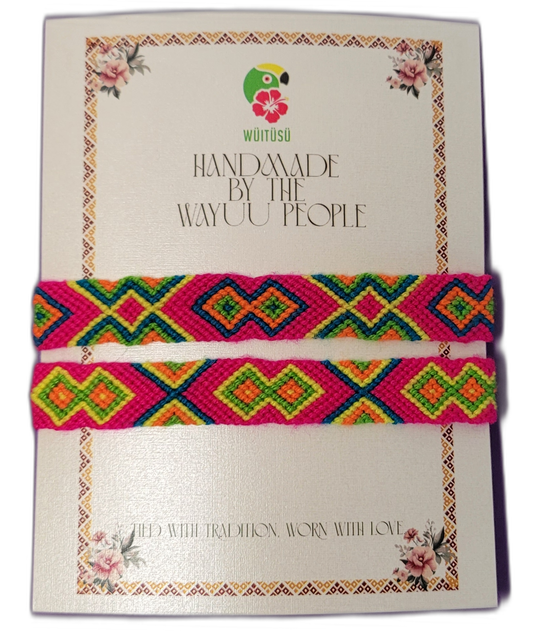 WÜITÜSÜ
HANDMADE
BY THE
WAYUU PEOPLE
TIED WITH TRADITION, WORN WITH LOVE